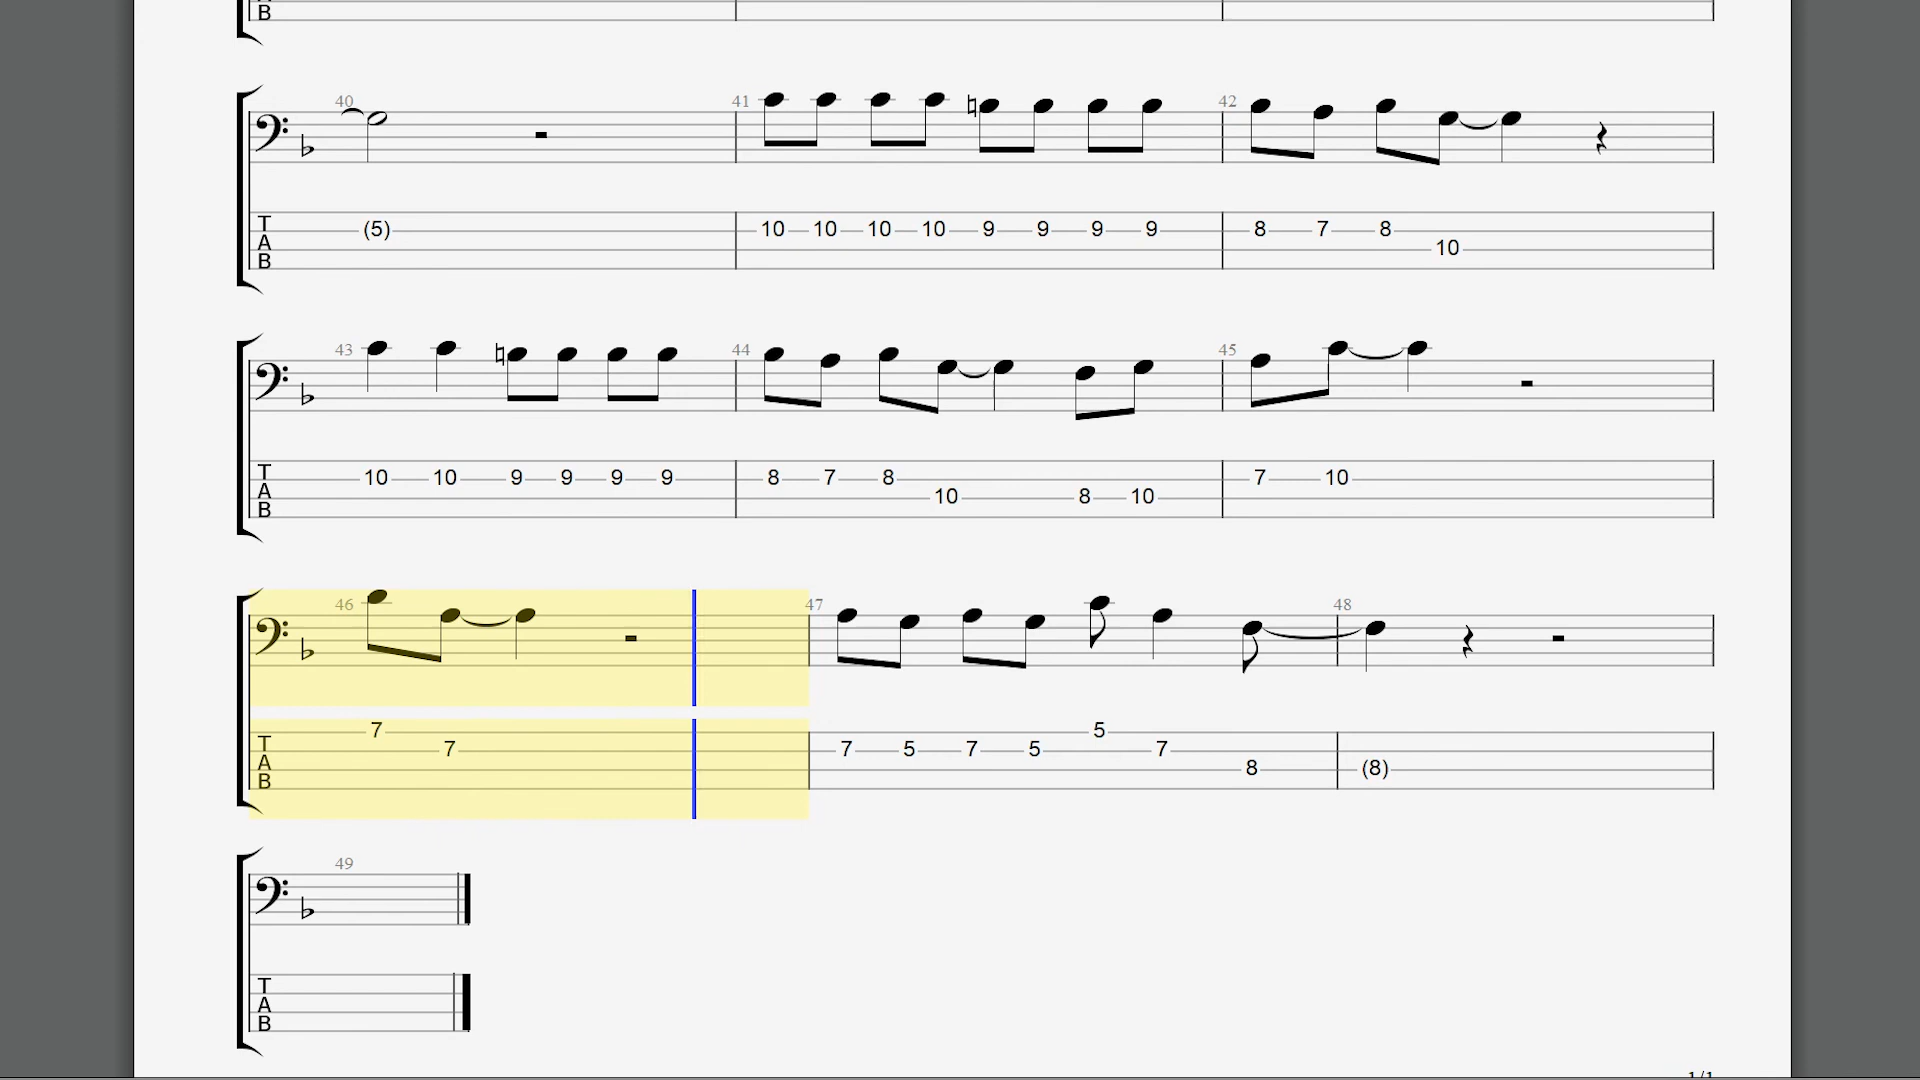 B
40 41 42
T (5) 10 10 10 10 9 9 9 9 8 7 8
A 10
B
43 44 45
T 10 10 9 9 9 9 8 7 8 7 10
A 10 8 10
B
46 47 48
7 5
T 7 7 5 7 5 7
A 8 (8)
B
49
T
A
B
1/1